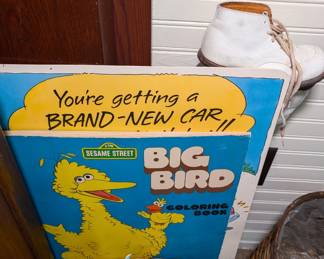 You're getting a
BRAND-NEW CAR
SESAME STREET
BIG
BIRD
COLORING
BOOK